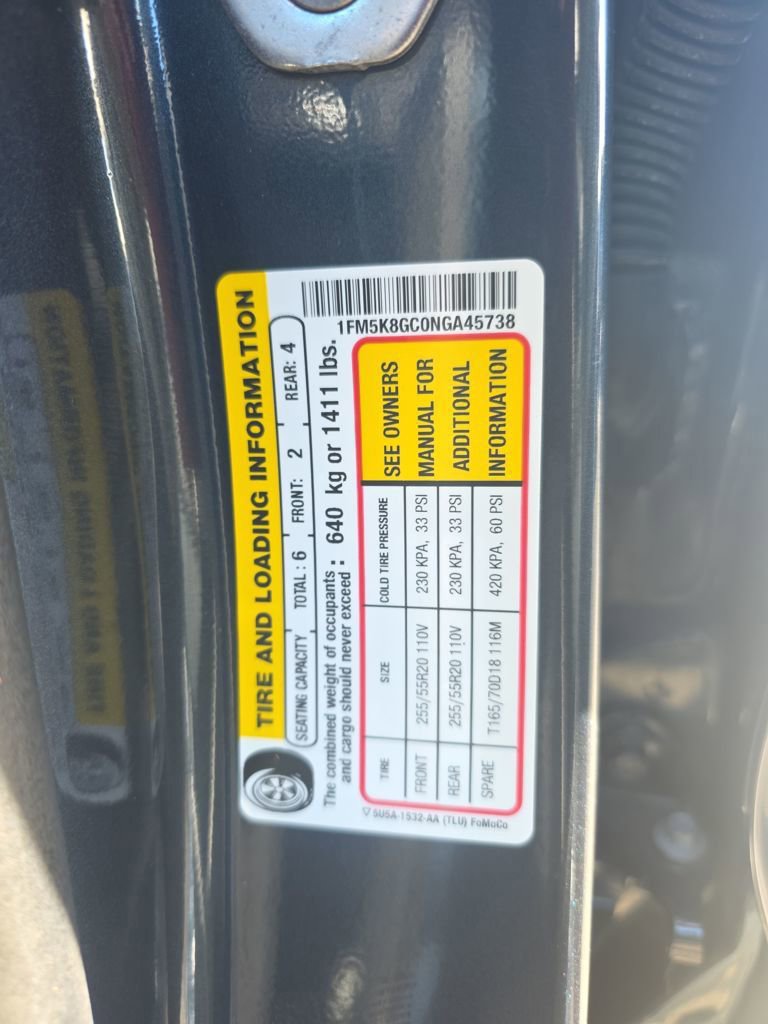 TIRE AND LOADING INFORMATION
SEATING CAPACITY TOTAL : 6 FRONT: 2 REAR: 4
The combined weight of occupants and cargo should never exceed : 640 kg or 1411 lbs.
1FM5K8GC0NGA45738
TIRE SIZE COLD TIRE PRESSURE
FRONT 255/55R20 110V 230 KPA, 33 PSI
REAR 255/55R20 110V 230 KPA, 33 PSI
SPARE T165/70D18 116M 420 KPA, 60 PSI
SEE OWNERS
MANUAL FOR
ADDITIONAL
INFORMATION
5U5A-1532-AA (TLU) FoMoCo